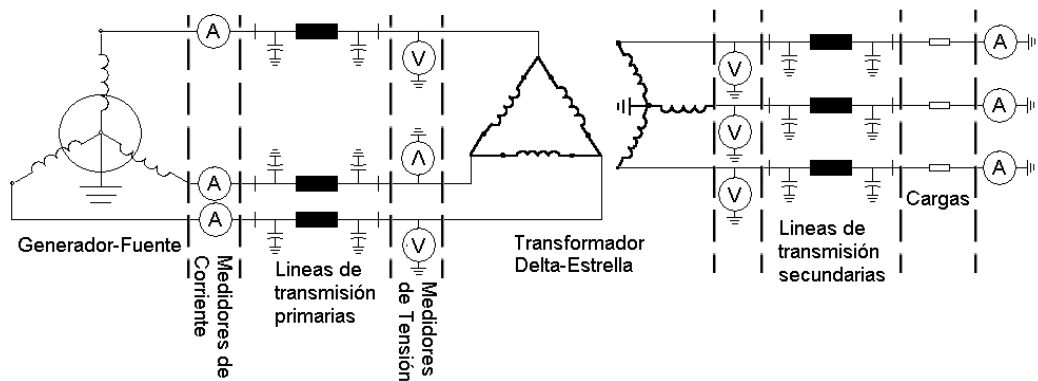 A
V
V
A
V
A
V
V
A
V
A
A
Generador-Fuente
Medidores de
Corriente
Lineas de
transmisión
primarias
Medidores
de Tensión
Transformador
Delta-Estrella
Lineas de
transmisión
secundarias
Cargas